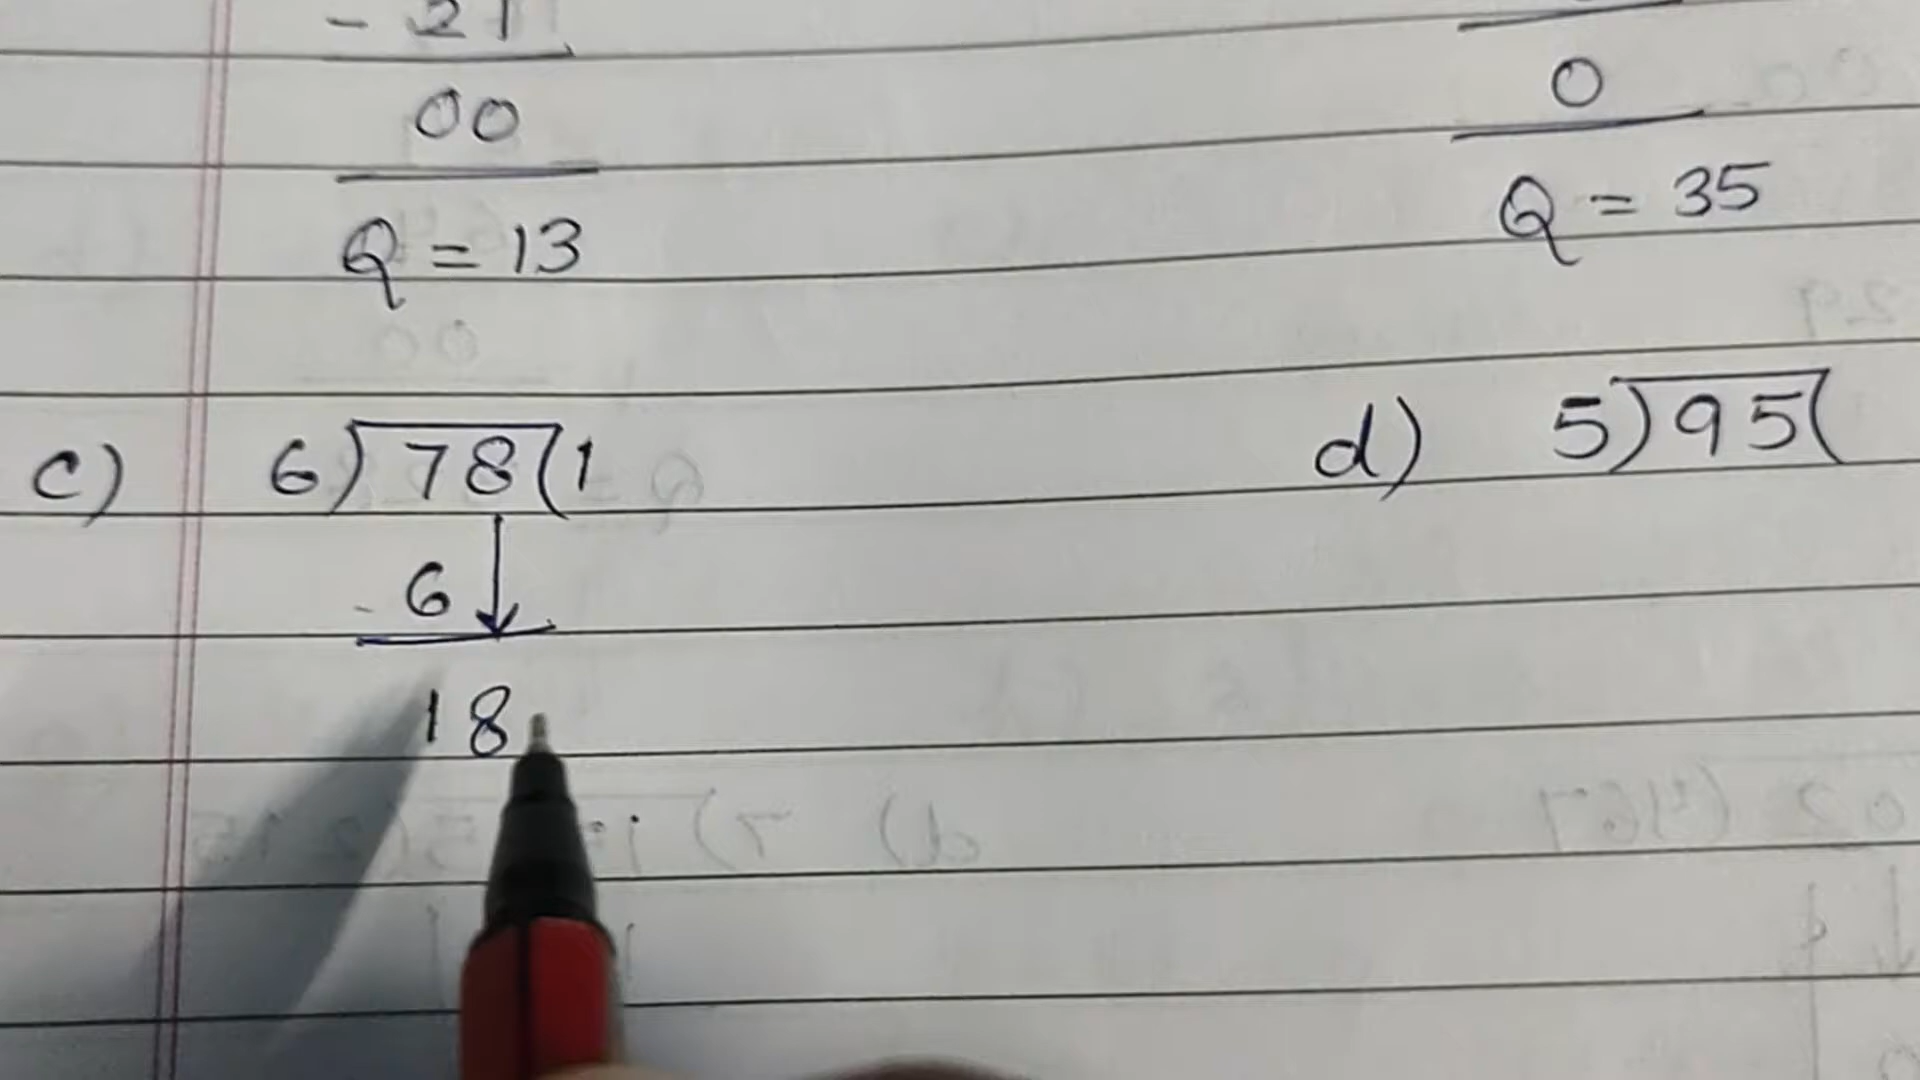 - 21
00
Q = 13
0
Q = 35
c) 6)78(1
- 6
18
d) 5)95(